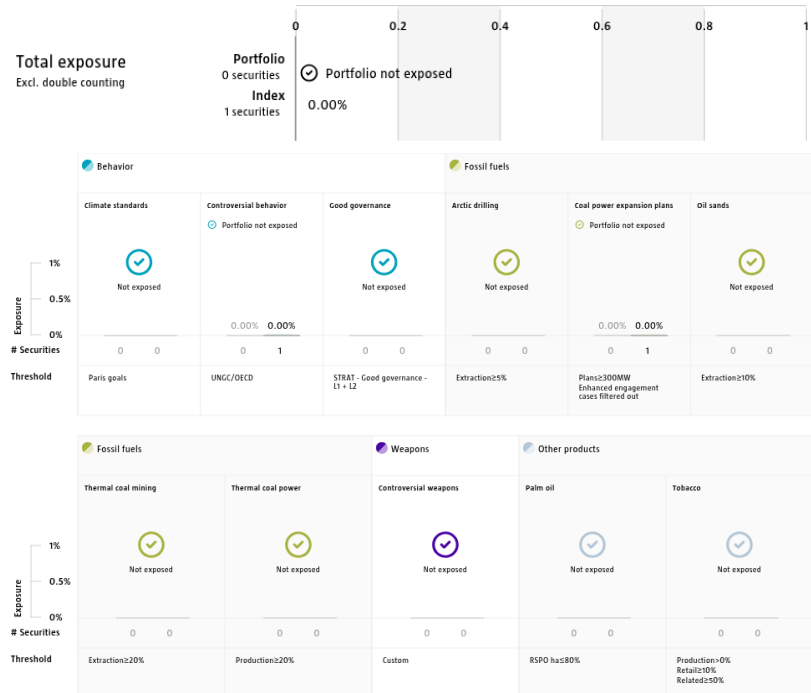 0 0.2 0.4 0.6 0.8 1
Total exposure
Excl. double counting
Portfolio
0 securities
Portfolio not exposed
Index
1 securities
0.00%
Behavior
Fossil fuels
Climate standards
Controversial behavior
Good governance
Arctic drilling
Coal power expansion plans
Oil sands
Portfolio not exposed
Portfolio not exposed
Not exposed
Not exposed
Not exposed
Not exposed
Exposure
1%
0.5%
0%
0.00% 0.00%
0.00% 0.00%
# Securities
0 0
0 1
0 0
0 0
0 1
0 0
Threshold
Paris goals
UNGC/OECD
STRAT - Good governance -
L1 + L2
Extraction≥5%
Plans≥300MW
Enhanced engagement
cases filtered out
Extraction≥10%
Fossil fuels
Weapons
Other products
Thermal coal mining
Thermal coal power
Controversial weapons
Palm oil
Tobacco
Not exposed
Not exposed
Not exposed
Not exposed
Not exposed
Exposure
1%
0.5%
0%
# Securities
0 0
0 0
0 0
0 0
0 0
Threshold
Extraction≥20%
Production≥20%
Custom
RSPO ha≤80%
Production>0%
Retail≥10%
Related≥50%